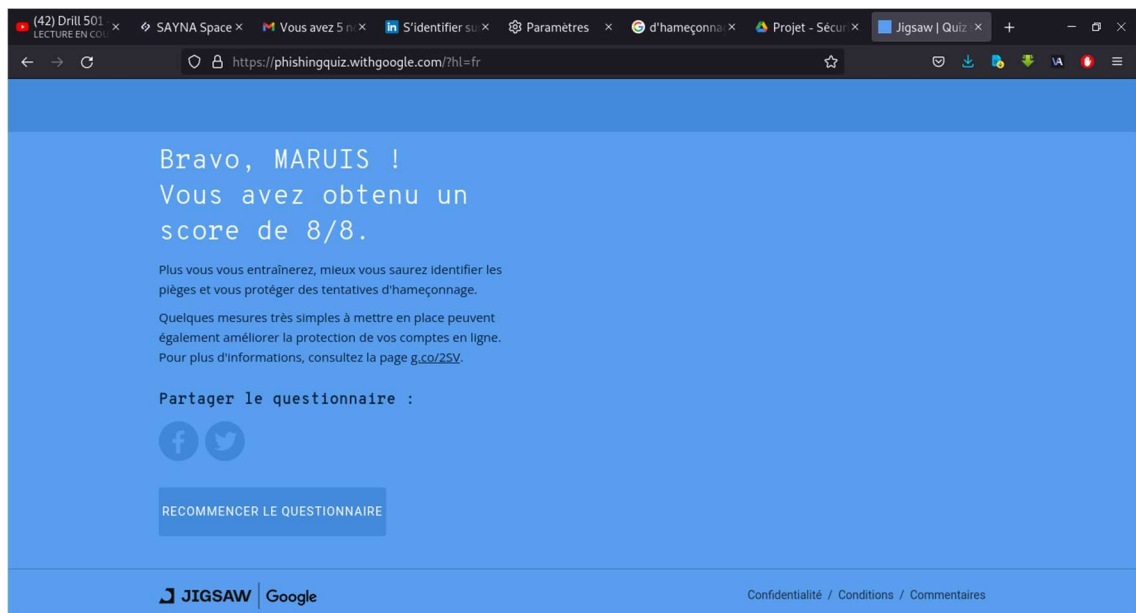 (42) Drill 501
LECTURE EN COU
SAYNA Space
Vous avez 5 n
in S'identifier su
Paramètres
d'hameçonna
Projet - Sécuri
Jigsaw | Quiz
https://phishingquiz.withgoogle.com/?hl=fr
Bravo, MARUIS !
Vous avez obtenu un
score de 8/8.
Plus vous vous entraînerez, mieux vous saurez identifier les
pièges et vous protéger des tentatives d'hameçonnage.
Quelques mesures très simples à mettre en place peuvent
également améliorer la protection de vos comptes en ligne.
Pour plus d'informations, consultez la page g.co/2SV.
Partager le questionnaire :
RECOMMENCER LE QUESTIONNAIRE
JIGSAW | Google
Confidentialité / Conditions / Commentaires